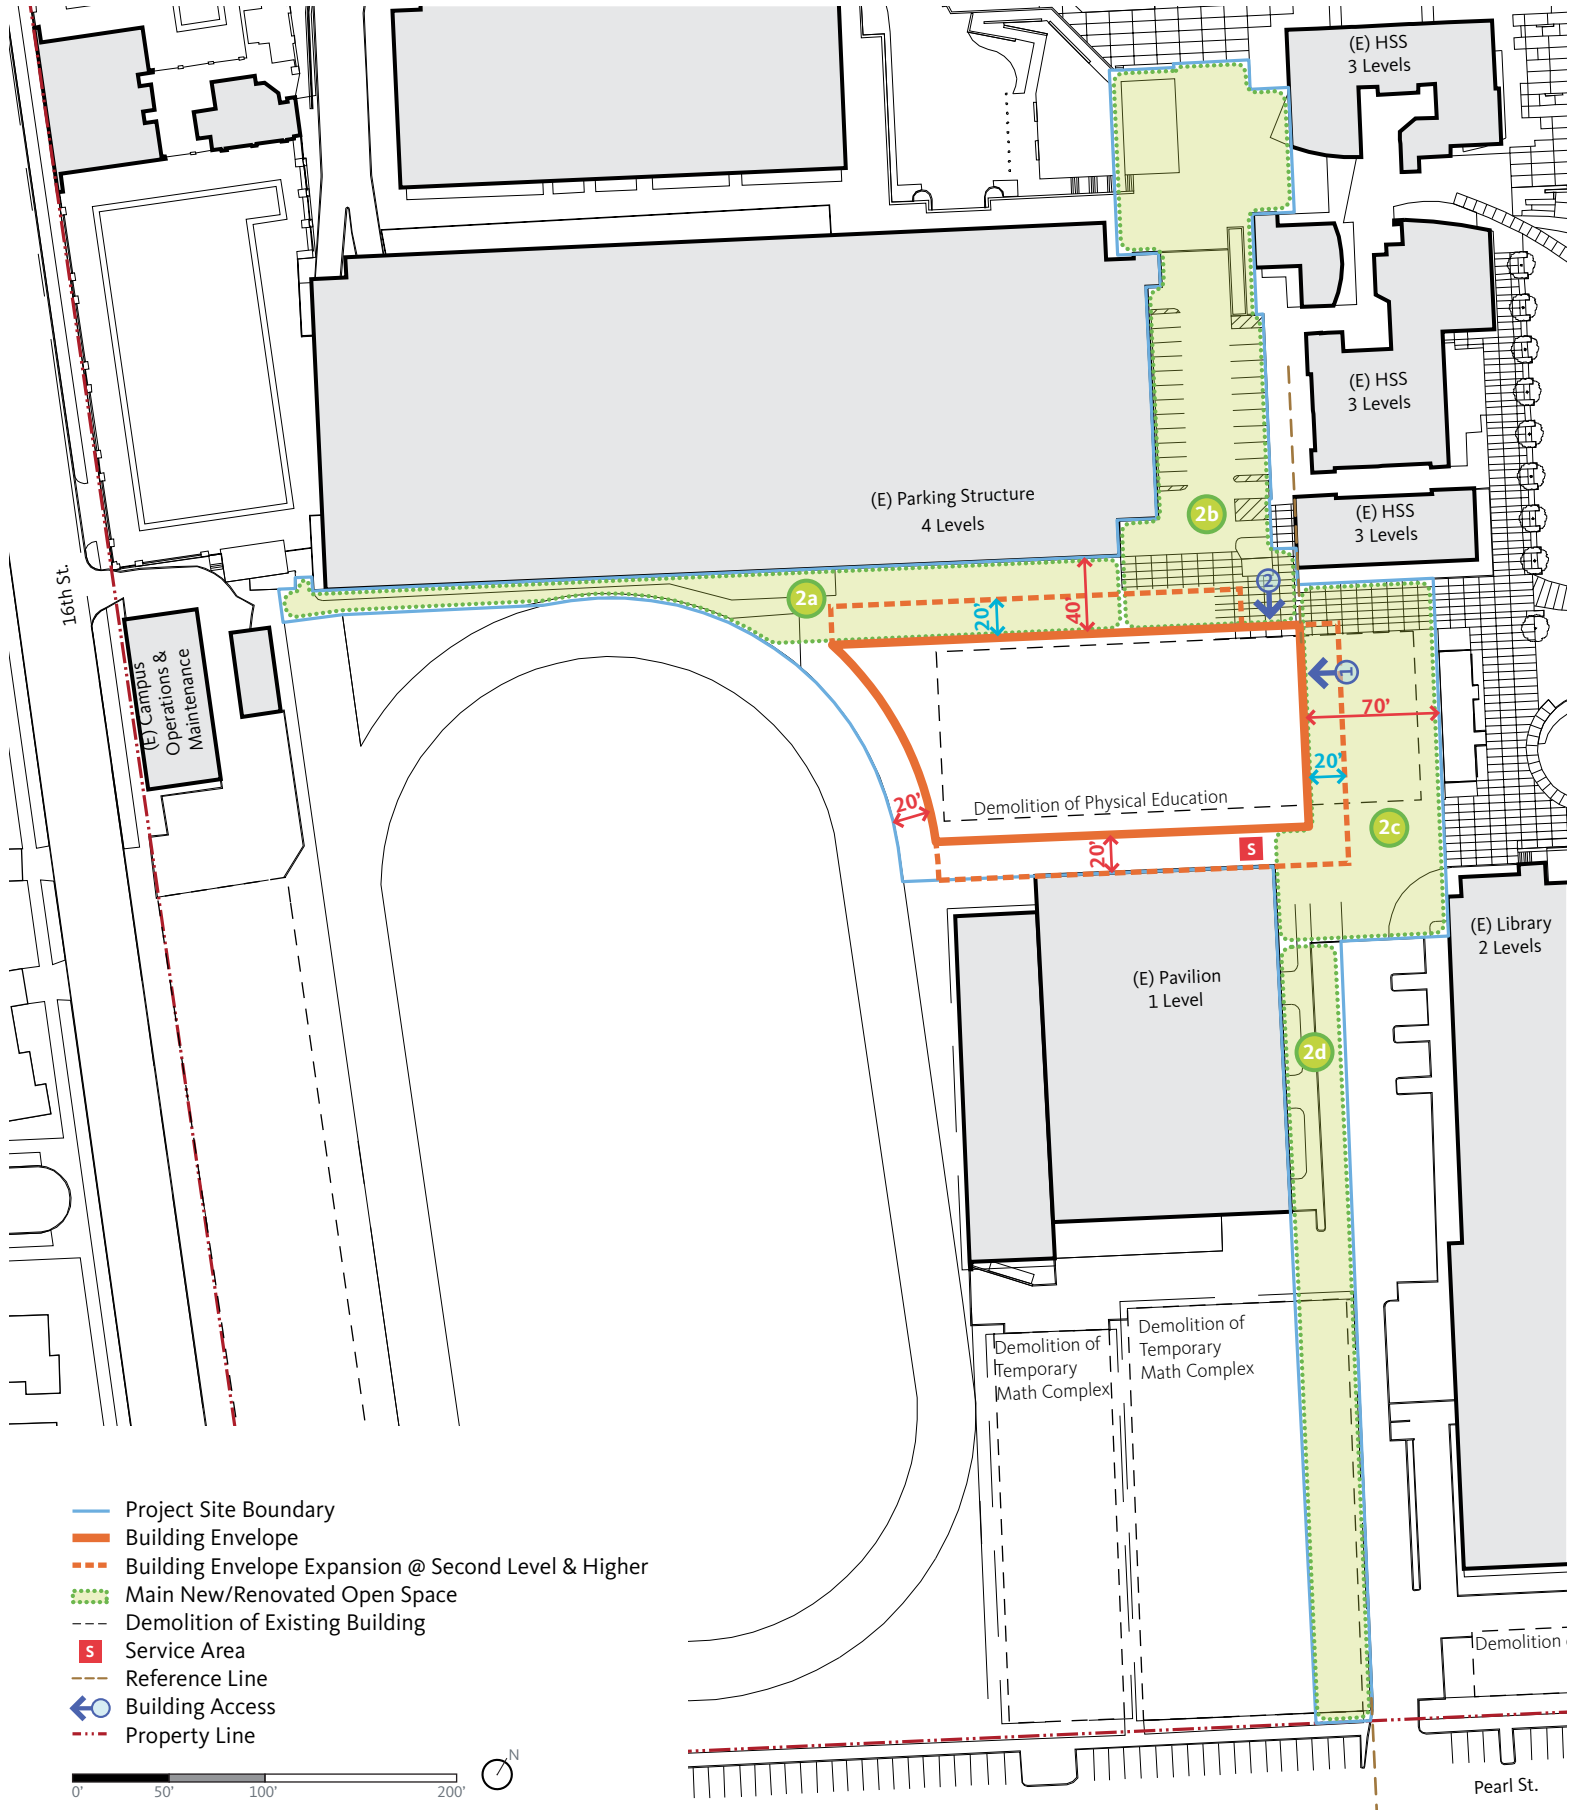 (E) HSS
3 Levels
(E) HSS
3 Levels
(E) Parking Structure
4 Levels
(E) HSS
3 Levels
2b
16th St.
2a
20'
40'
2
1
(E) Campus
Operations &
Maintenance
70'
20'
20'
Demolition of Physical Education
2c
20'
S
(E) Library
2 Levels
(E) Pavilion
1 Level
2d
Demolition of
Temporary
Math Complex
Demolition of
Temporary
Math Complex
Project Site Boundary
Building Envelope
Building Envelope Expansion @ Second Level & Higher
Main New/Renovated Open Space
Demolition of Existing Building
S
Service Area
Reference Line
Building Access
Property Line
N
0'
50'
100'
200'
Demolition
Pearl St.